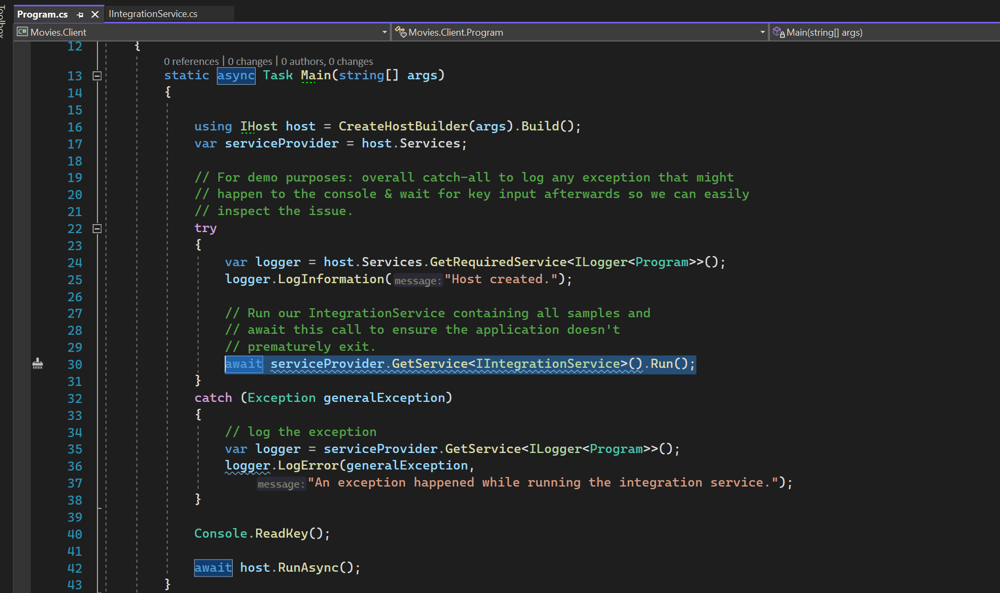 Toolbox
Program.cs
IIntegrationService.cs
C# Movies.Client
Movies.Client.Program
Main(string[] args)
12 {
0 references | 0 changes | 0 authors, 0 changes
13 static async Task Main(string[] args)
14 {
15
16 using IHost host = CreateHostBuilder(args).Build();
17 var serviceProvider = host.Services;
18
19 // For demo purposes: overall catch-all to log any exception that might
20 // happen to the console & wait for key input afterwards so we can easily
21 // inspect the issue.
22 try
23 {
24 var logger = host.Services.GetRequiredService<ILogger<Program>>();
25 logger.LogInformation(message:"Host created.");
26
27 // Run our IntegrationService containing all samples and
28 // await this call to ensure the application doesn't
29 // prematurely exit.
30 await serviceProvider.GetService<IIntegrationService>().Run();
31 }
32 catch (Exception generalException)
33 {
34 // log the exception
35 var logger = serviceProvider.GetService<ILogger<Program>>();
36 logger.LogError(generalException,
37 message:"An exception happened while running the integration service.");
38 }
39
40 Console.ReadKey();
41
42 await host.RunAsync();
43 }